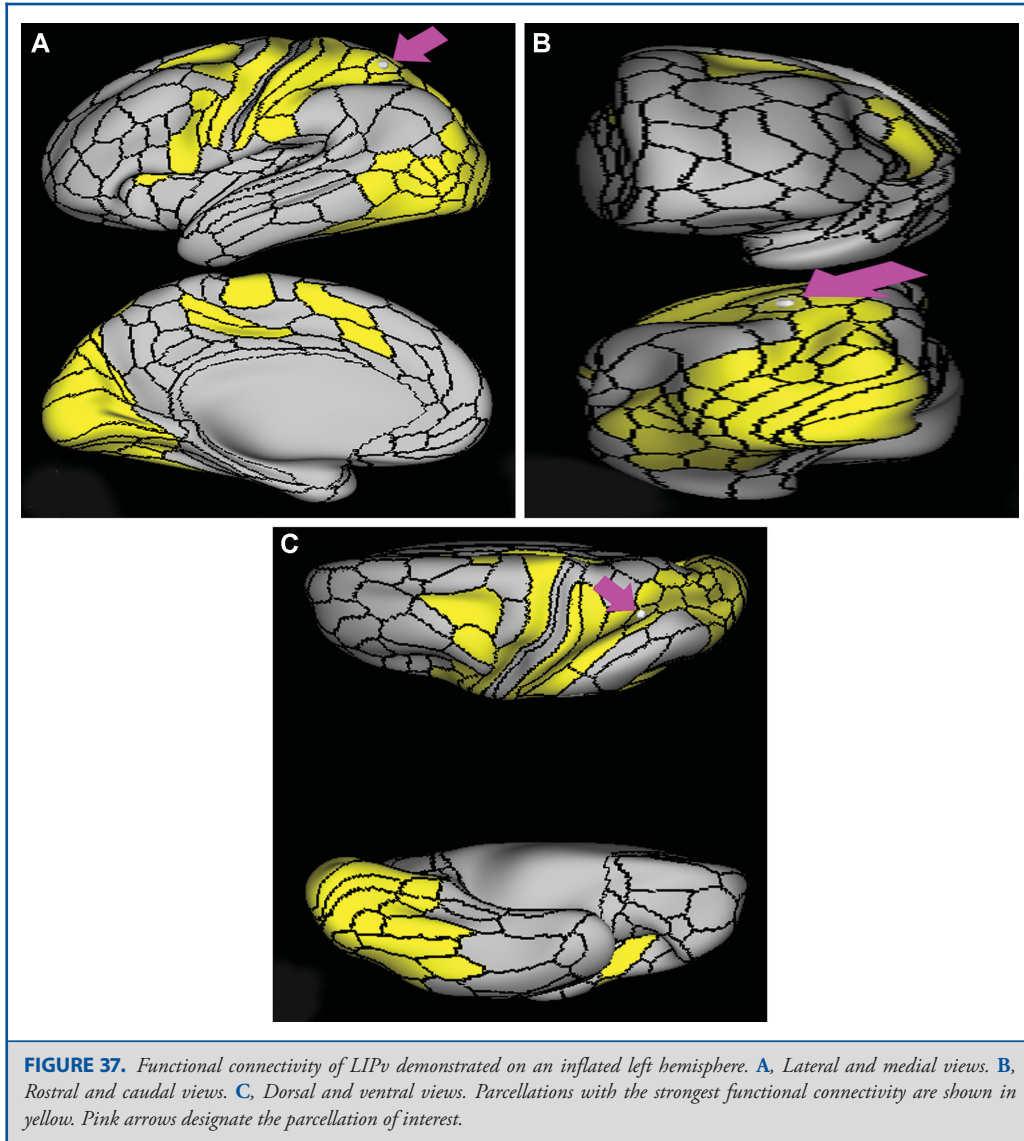 A
B
C
FIGURE 37. Functional connectivity of LIPv demonstrated on an inflated left hemisphere. A, Lateral and medial views. B,
Rostral and caudal views. C, Dorsal and ventral views. Parcellations with the strongest functional connectivity are shown in
yellow. Pink arrows designate the parcellation of interest.